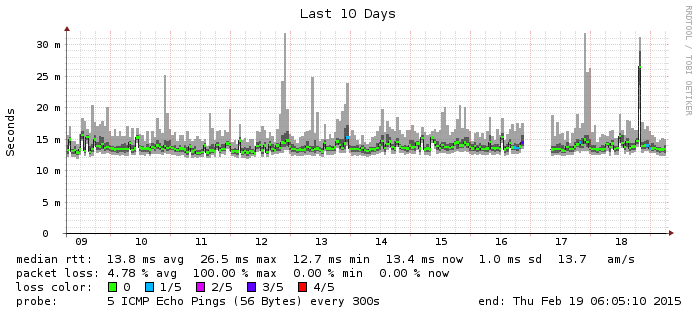 Last 10 Days
RRDTOOL / TOBI OETIKER
Seconds
30 m
25 m
20 m
15 m
10 m
5 m
0
09 10 11 12 13 14 15 16 17 18
median rtt: 13.8 ms avg 26.5 ms max 12.7 ms min 13.4 ms now 1.0 ms sd 13.7 am/s
packet loss: 4.78 % avg 100.00 % max 0.00 % min 0.00 % now
loss color: 0 1/5 2/5 3/5 4/5
probe: 5 ICMP Echo Pings (56 Bytes) every 300s end: Thu Feb 19 06:05:10 2015